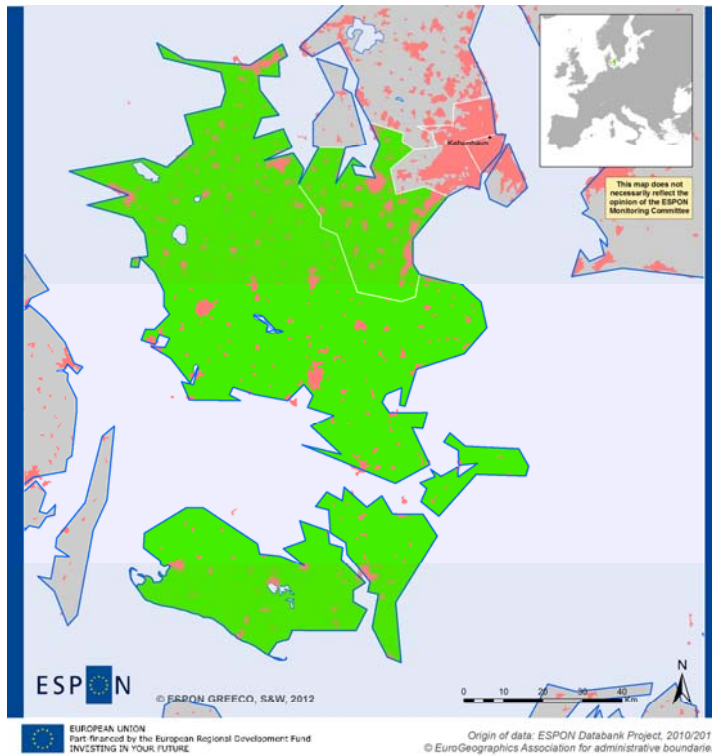 København
This map does not
necessarily reflect the
opinion of the ESPON
Monitoring Committee
ESPON
© ESPON GREECO, S&W, 2012
N
0 10 20 40
Km
EUROPEAN UNION
Part-financed by the European Regional Development Fund
INVESTING IN YOUR FUTURE
Origin of data: ESPON Databank Project, 2010/201
© EuroGeographics Association for administrative boundarie